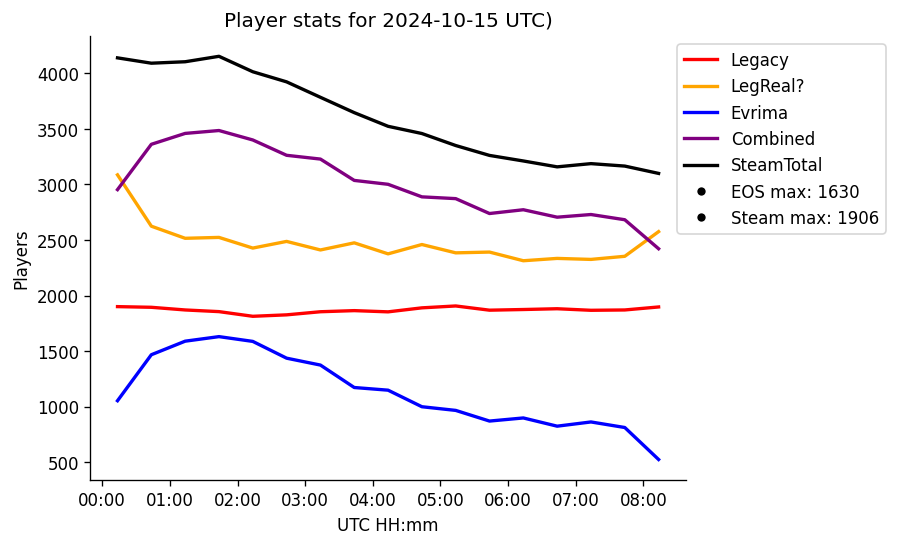 Player stats for 2024-10-15 UTC)
Players
4000
3500
3000
2500
2000
1500
1000
500
00:00 01:00 02:00 03:00 04:00 05:00 06:00 07:00 08:00
UTC HH:mm
Legacy
LegReal?
Evrima
Combined
SteamTotal
EOS max: 1630
Steam max: 1906